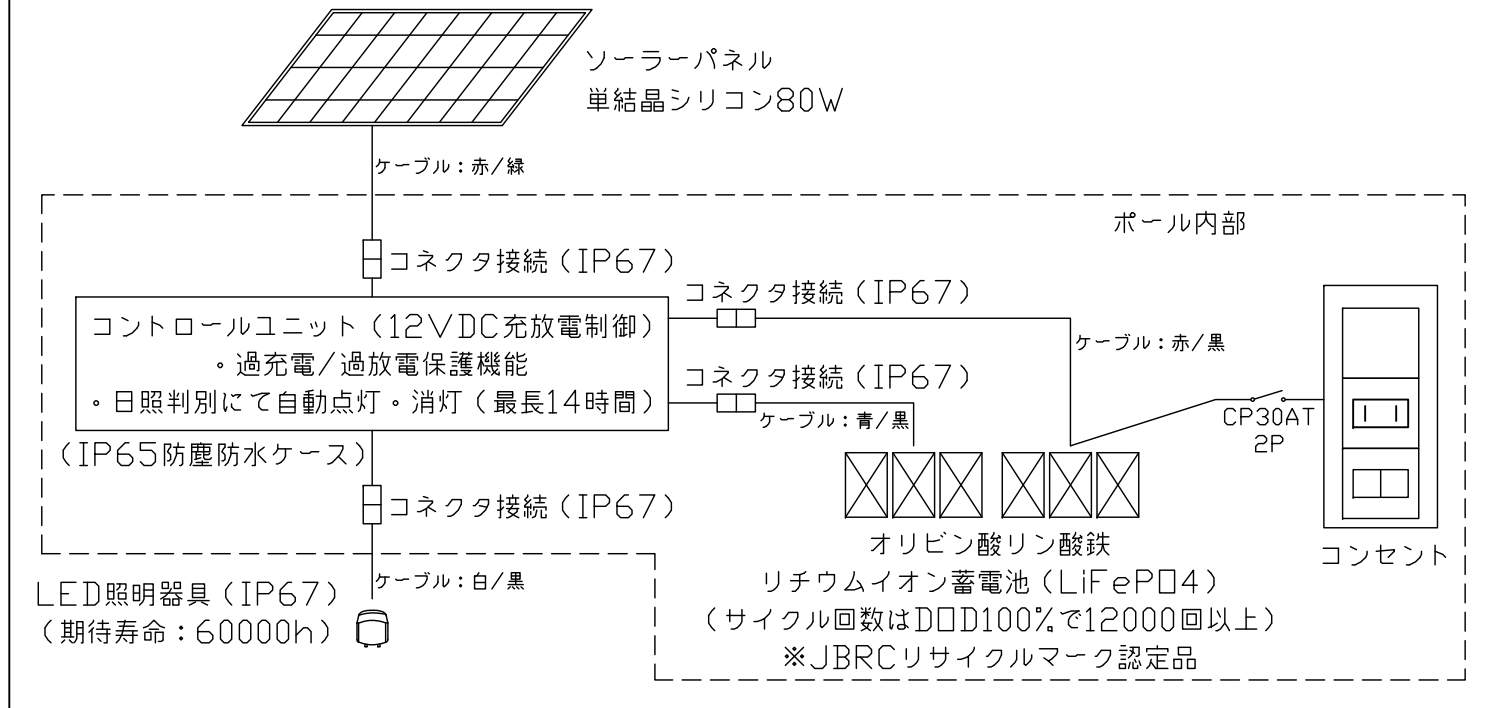 ソーラーパネル
単結晶シリコン80W
ケーブル：赤/緑
ポール内部
コネクタ接続（IP67）
コネクタ接続（IP67）
コントロールユニット（12VDC充放電制御）
・過充電/過放電保護機能
・日照判別にて自動点灯・消灯（最長14時間）
ケーブル：赤/黒
コネクタ接続（IP67）
ケーブル：青/黒
CP30AT
2P
（IP65防塵防水ケース）
コネクタ接続（IP67）
オリビン酸リン酸鉄
リチウムイオン蓄電池（LiFePO4）
（サイクル回数はDOD100%で12000回以上）
※JBRCリサイクルマーク認定品
コンセント
ケーブル：白/黒
LED照明器具（IP67）
（期待寿命：60000h）